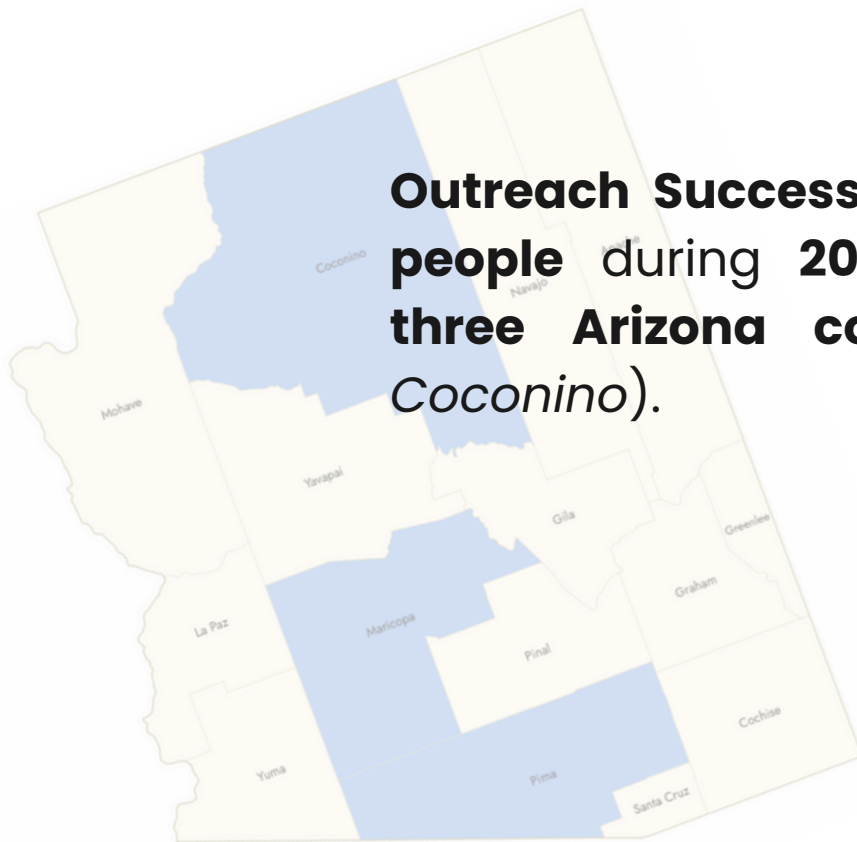 Outreach Success
people during 20
three Arizona co
Coconino).
Coconino
Apache
Navajo
Mohave
Yavapai
Gila
Greenlee
Graham
La Paz
Maricopa
Pinal
Cochise
Yuma
Pima
Santa Cruz